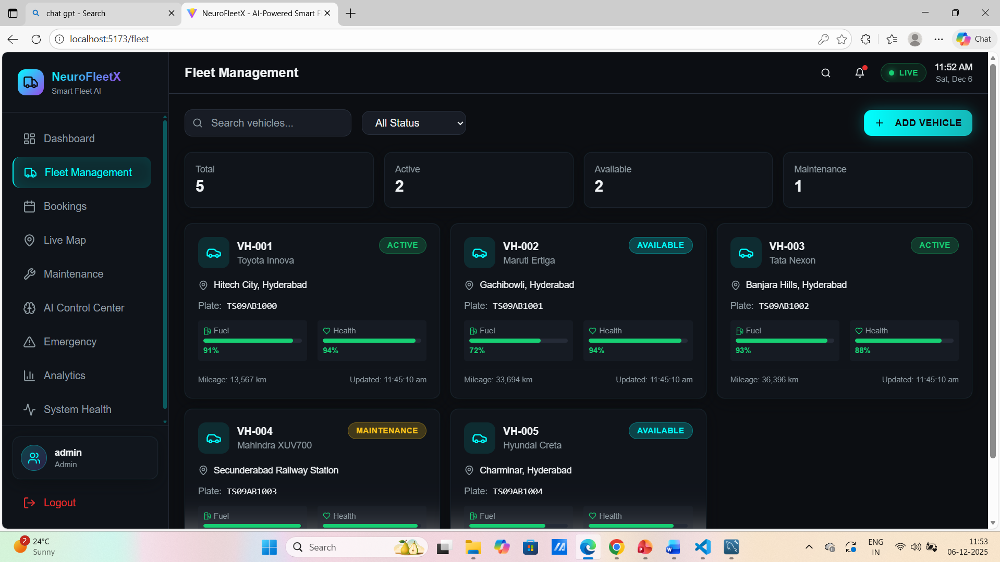 chat gpt - Search
NeuroFleetX - AI-Powered Smart F
localhost:5173/fleet
Chat
NeuroFleetX
Smart Fleet AI
Dashboard
Fleet Management
Bookings
Live Map
Maintenance
AI Control Center
Emergency
Analytics
System Health
admin
Admin
Logout
Fleet Management
LIVE
11:52 AM
Sat, Dec 6
Search vehicles...
All Status
+ ADD VEHICLE
Total
5
Active
2
Available
2
Maintenance
1
VH-001
ACTIVE
Toyota Innova
Hitech City, Hyderabad
Plate: TS09AB1000
Fuel
91%
Health
94%
Mileage: 13,567 km
Updated: 11:45:10 am
VH-002
AVAILABLE
Maruti Ertiga
Gachibowli, Hyderabad
Plate: TS09AB1001
Fuel
72%
Health
94%
Mileage: 33,694 km
Updated: 11:45:10 am
VH-003
ACTIVE
Tata Nexon
Banjara Hills, Hyderabad
Plate: TS09AB1002
Fuel
93%
Health
88%
Mileage: 36,396 km
Updated: 11:45:10 am
VH-004
MAINTENANCE
Mahindra XUV700
Secunderabad Railway Station
Plate: TS09AB1003
Fuel
Health
VH-005
AVAILABLE
Hyundai Creta
Charminar, Hyderabad
Plate: TS09AB1004
Fuel
Health
2
24°C
Sunny
Search
P
W
ENG
IN
11:53
06-12-2025